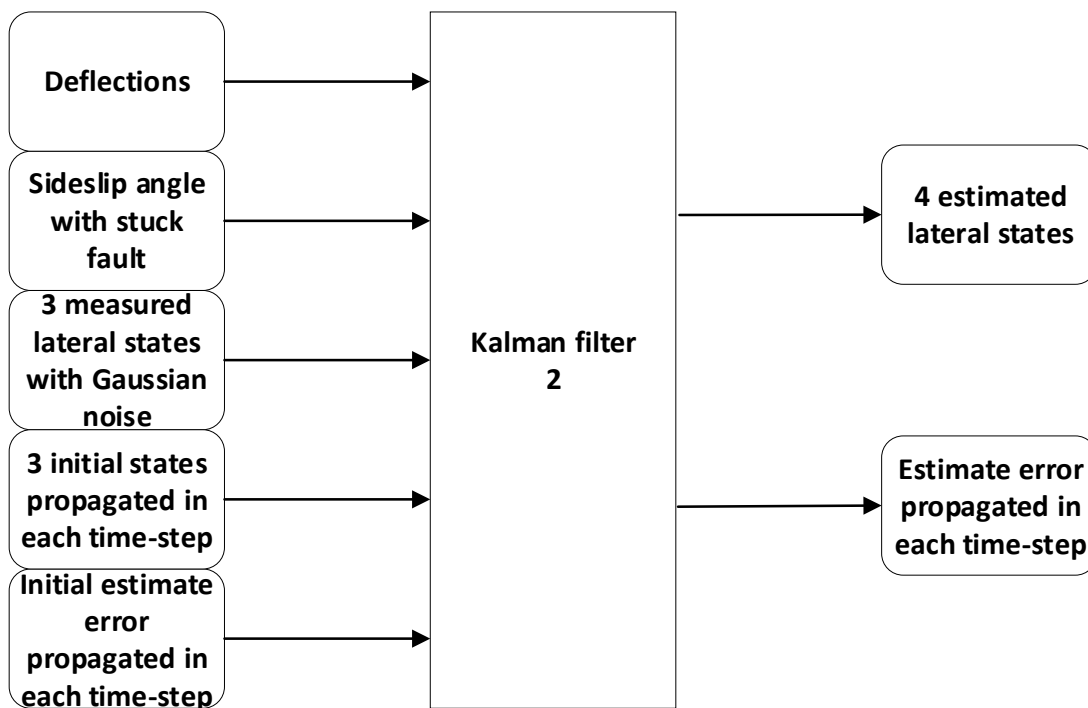 Deflections
Sideslip angle
with stuck
fault
3 measured
lateral states
with Gaussian
noise
3 initial states
propagated in
each time-step
Initial estimate
error
propagated in
each time-step
Kalman filter
2
4 estimated
lateral states
Estimate error
propagated in
each time-step